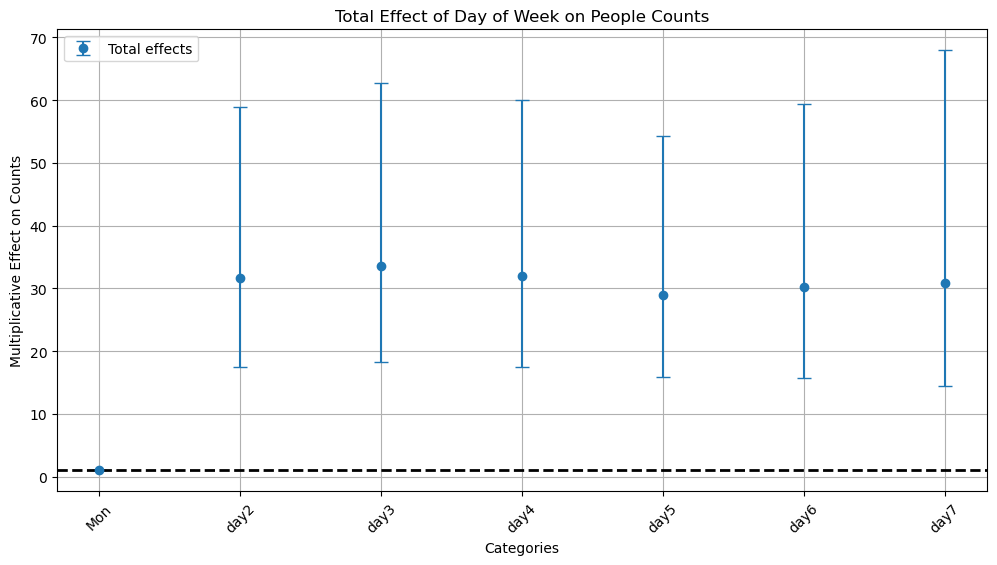 Total Effect of Day of Week on People Counts
Total effects
Multiplicative Effect on Counts
70
60
50
40
30
20
10
0
Mon
day2
day3
day4
day5
day6
day7
Categories